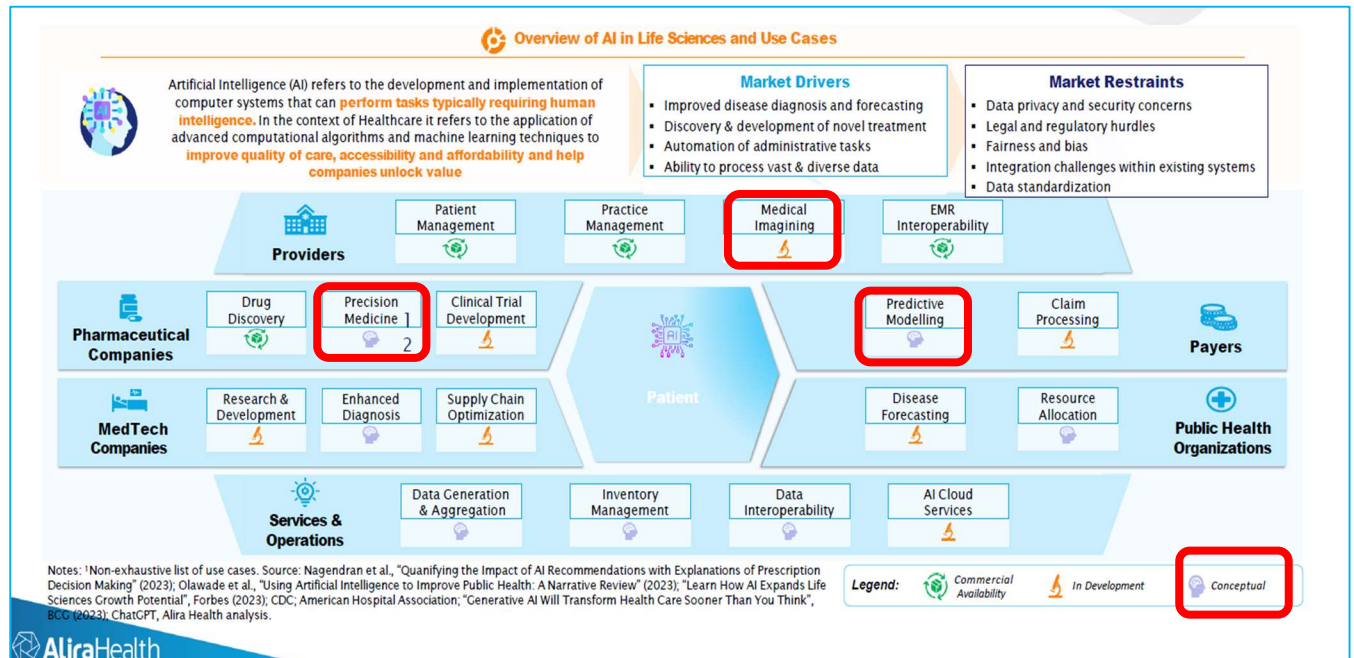 Overview of AI in Life Sciences and Use Cases
Artificial Intelligence (AI) refers to the development and implementation of
computer systems that can perform tasks typically requiring human
intelligence. In the context of Healthcare it refers to the application of
advanced computational algorithms and machine learning techniques to
improve quality of care, accessibility and affordability and help
companies unlock value
AI
Market Drivers
▪ Improved disease diagnosis and forecasting
▪ Discovery & development of novel treatment
▪ Automation of administrative tasks
▪ Ability to process vast & diverse data
Market Restraints
▪ Data privacy and security concerns
▪ Legal and regulatory hurdles
▪ Fairness and bias
▪ Integration challenges within existing systems
▪ Data standardization
Providers
Patient
Management
Practice
Management
Medical
Imagining
EMR
Interoperability
Pharmaceutical
Companies
Drug
Discovery
Precision
Medicine 1
2
Clinical Trial
Development
AI
Patient
Predictive
Modelling
Claim
Processing
Payers
MedTech
Companies
Research &
Development
Enhanced
Diagnosis
Supply Chain
Optimization
Disease
Forecasting
Resource
Allocation
Public Health
Organizations
Services &
Operations
Data Generation
& Aggregation
Inventory
Management
Data
Interoperability
AI Cloud
Services
Notes: ¹Non-exhaustive list of use cases. Source: Nagendran et al., "Quanifying the Impact of AI Recommendations with Explanations of Prescription
Decision Making" (2023); Olawade et al., "Using Artificial Intelligence to Improve Public Health: A Narrative Review" (2023); "Learn How AI Expands Life
Sciences Growth Potential", Forbes (2023); CDC; American Hospital Association; "Generative AI Will Transform Health Care Sooner Than You Think",
BCG (2023); ChatGPT, Alira Health analysis.
Legend:
Commercial
Availability
In Development
Conceptual
AliraHealth